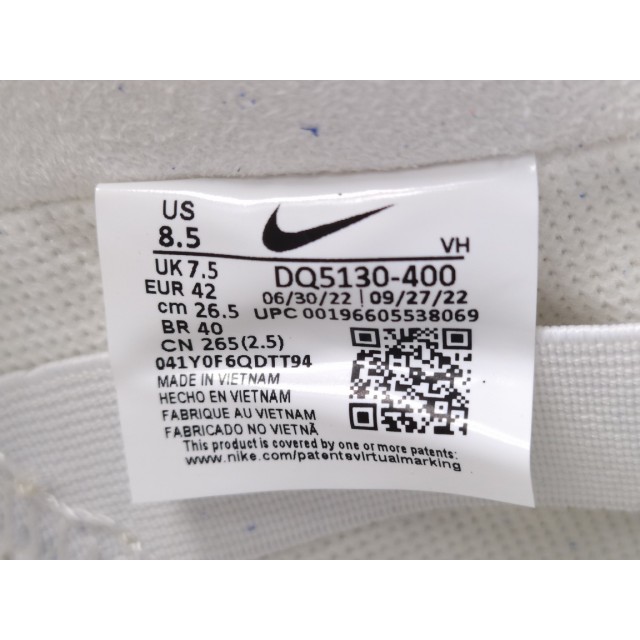 US
8.5
VH
UK 7.5
EUR 42
cm 26.5
BR 40
CN 265(2.5)
DQ5130-400
06/30/22 | 09/27/22
UPC 00196605538069
041Y0F6QDTT94
MADE IN VIETNAM
HECHO EN VIETNAM
FABRIQUE AU VIETNAM
FABRICADO NO VIETNÃ
This product is covered by one or more patents:
www.nike.com/patentsvirtualmarking